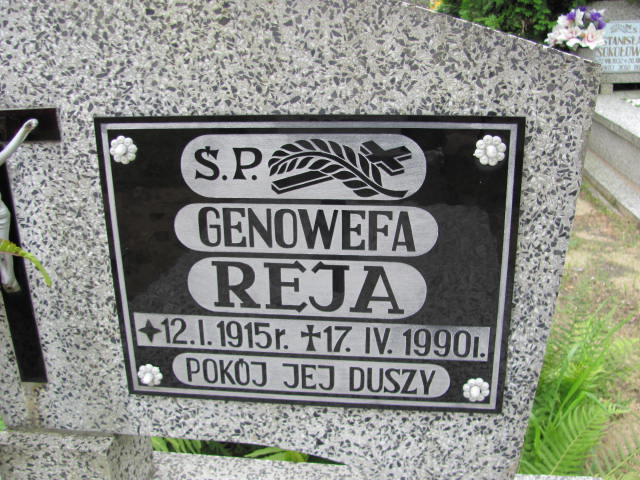 Ś.P.
GENOWEFA
REJA
12. I. 1915r. 17. IV. 1990r.
POKÓJ JEJ DUSZY